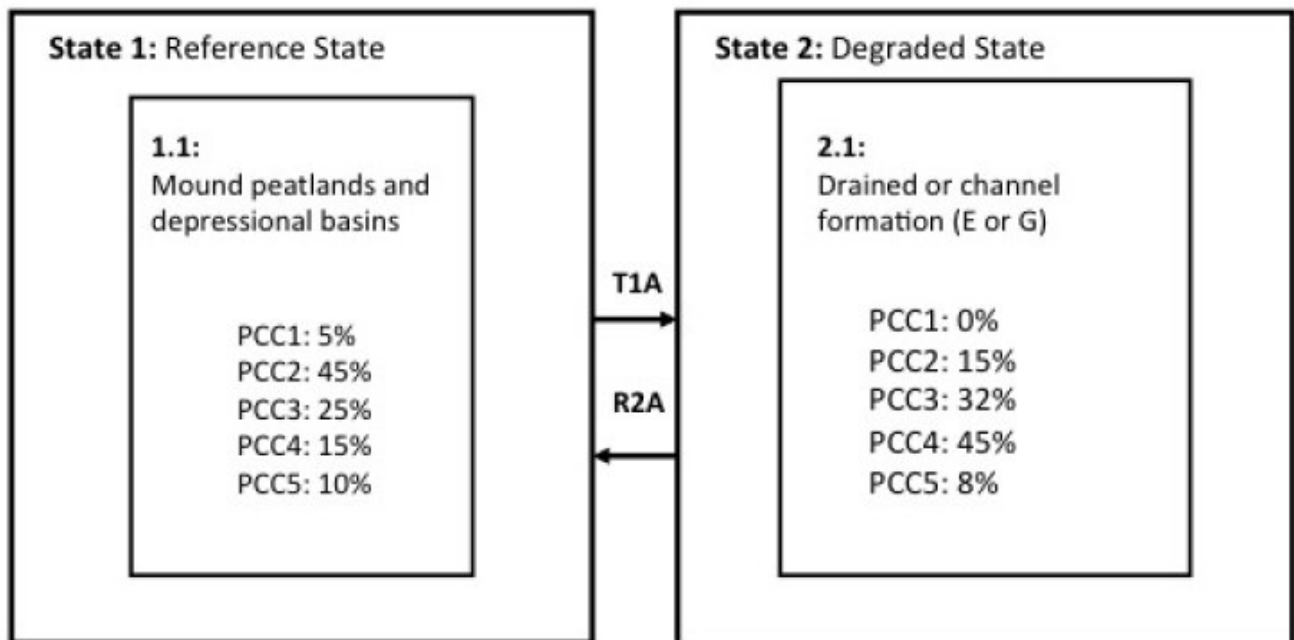 State 1: Reference State
1.1:
Mound peatlands and
depressional basins
PCC1: 5%
PCC2: 45%
PCC3: 25%
PCC4: 15%
PCC5: 10%
T1A
R2A
State 2: Degraded State
2.1:
Drained or channel
formation (E or G)
PCC1: 0%
PCC2: 15%
PCC3: 32%
PCC4: 45%
PCC5: 8%